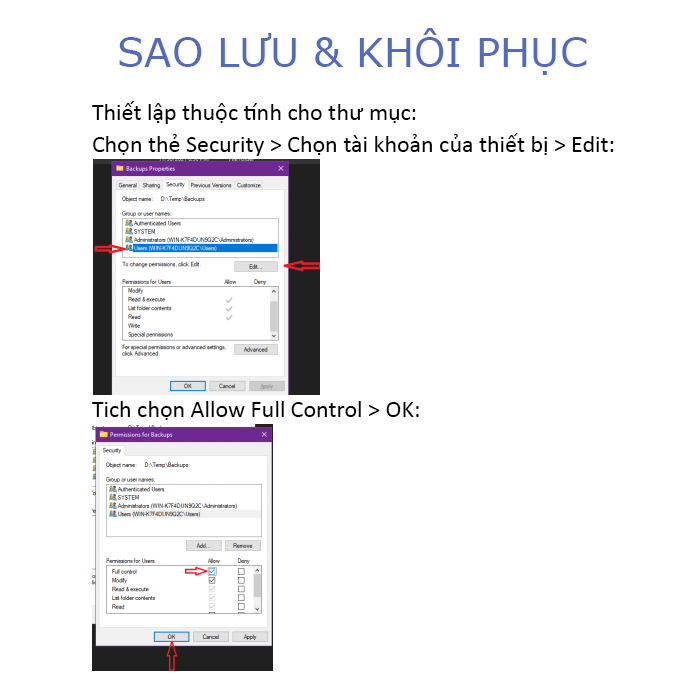 SAO LƯU & KHÔI PHỤC
Thiết lập thuộc tính cho thư mục:
Chọn thẻ Security > Chọn tài khoản của thiết bị > Edit:
Backups Properties
General Sharing Security Previous Versions Customize
Object name: D:\Temp\Backups
Group or user names:
Authenticated Users
SYSTEM
Administrators (WIN-K7F4DUN9Q2C\Administrators)
Users (WIN-K7F4DUN9Q2C\Users)
To change permissions, click Edit. Edit...
Permissions for Users Allow Deny
Modify
Read & execute
List folder contents
Read
Write
Special permissions
For special permissions or advanced settings, click Advanced. Advanced
OK Cancel Apply
Tich chọn Allow Full Control > OK:
Permissions for Backups
Security
Object name: D:\Temp\Backups
Group or user names:
Authenticated Users
SYSTEM
Administrators (WIN-K7F4DUN9Q2C\Administrators)
Users (WIN-K7F4DUN9Q2C\Users)
Add... Remove
Permissions for Users Allow Deny
Full control
Modify
Read & execute
List folder contents
Read
OK Cancel Apply